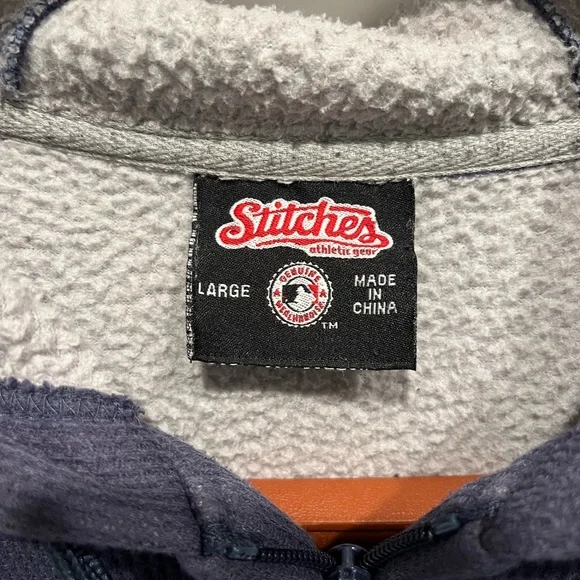 Stitches
athletic gear
LARGE
GENUINE
MERCHANDISE
MADE
IN
CHINA
TM